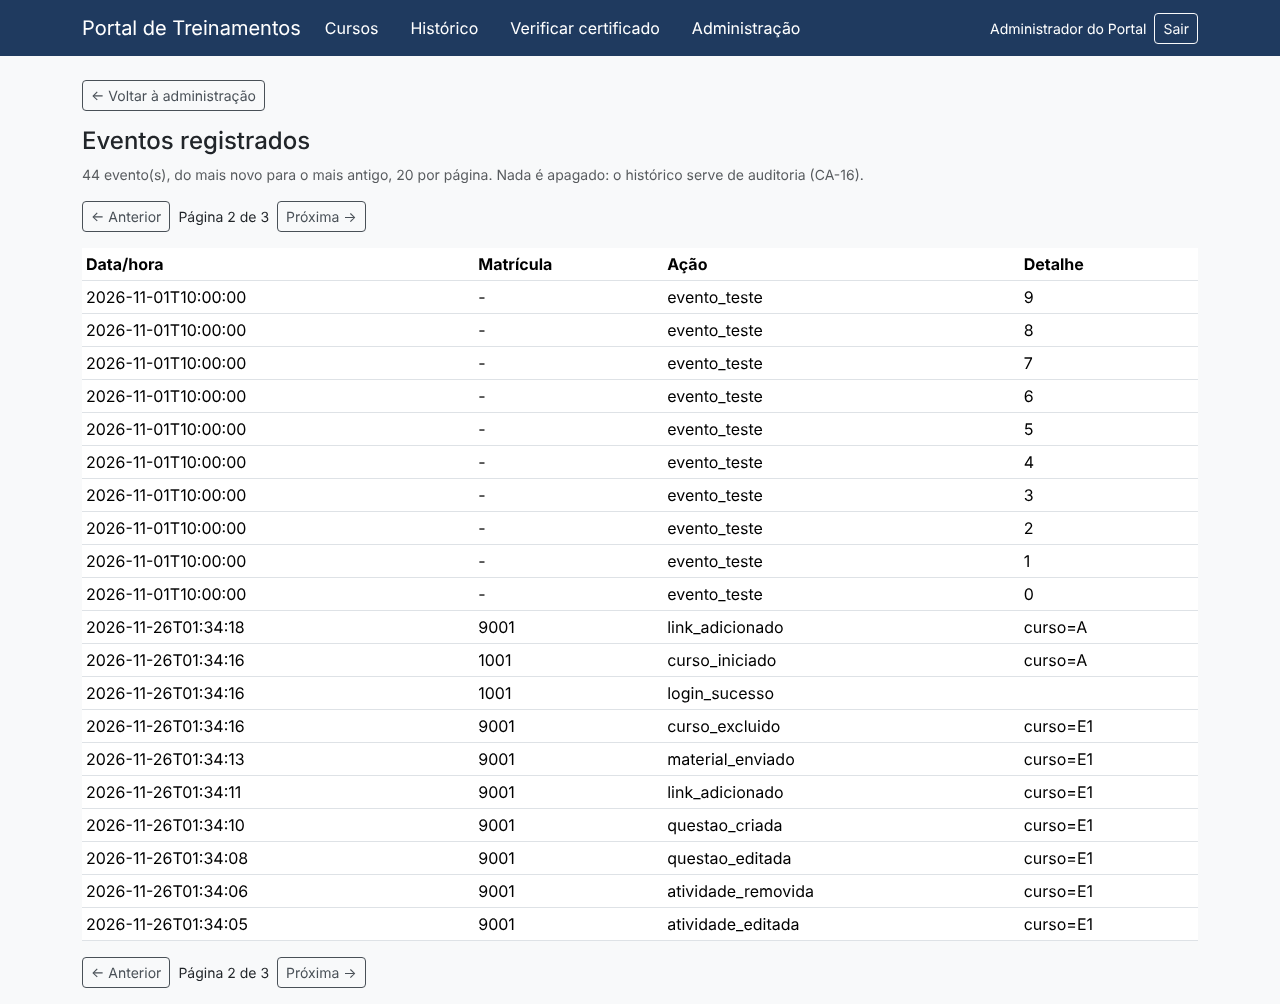 Portal de Treinamentos Cursos Histórico Verificar certificado Administração Administrador do Portal Sair
← Voltar à administração
Eventos registrados
44 evento(s), do mais novo para o mais antigo, 20 por página. Nada é apagado: o histórico serve de auditoria (CA-16).
← Anterior Página 2 de 3 Próxima →
Data/hora Matrícula Ação Detalhe
2026-11-01T10:00:00 - evento_teste 9
2026-11-01T10:00:00 - evento_teste 8
2026-11-01T10:00:00 - evento_teste 7
2026-11-01T10:00:00 - evento_teste 6
2026-11-01T10:00:00 - evento_teste 5
2026-11-01T10:00:00 - evento_teste 4
2026-11-01T10:00:00 - evento_teste 3
2026-11-01T10:00:00 - evento_teste 2
2026-11-01T10:00:00 - evento_teste 1
2026-11-01T10:00:00 - evento_teste 0
2026-11-26T01:34:18 9001 link_adicionado curso=A
2026-11-26T01:34:16 1001 curso_iniciado curso=A
2026-11-26T01:34:16 1001 login_sucesso
2026-11-26T01:34:16 9001 curso_excluido curso=E1
2026-11-26T01:34:13 9001 material_enviado curso=E1
2026-11-26T01:34:11 9001 link_adicionado curso=E1
2026-11-26T01:34:10 9001 questao_criada curso=E1
2026-11-26T01:34:08 9001 questao_editada curso=E1
2026-11-26T01:34:06 9001 atividade_removida curso=E1
2026-11-26T01:34:05 9001 atividade_editada curso=E1
← Anterior Página 2 de 3 Próxima →